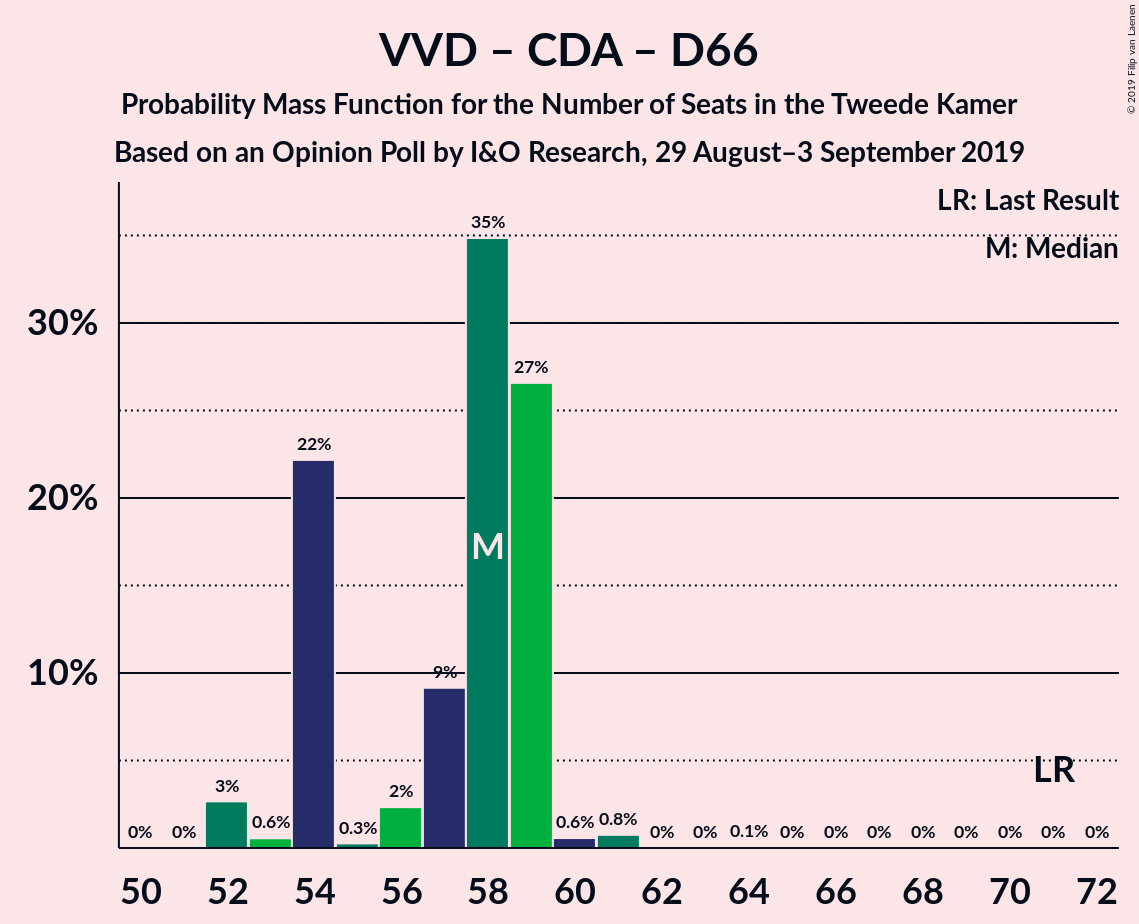 VVD – CDA – D66
Probability Mass Function for the Number of Seats in the Tweede Kamer
Based on an Opinion Poll by I&O Research, 29 August–3 September 2019
© 2019 Filip van Laenen
LR: Last Result
M: Median
30%
20%
10%
0% 0% 3% 0.6% 22% 0.3% 2% 9% 35% 27% 0.6% 0.8% 0% 0% 0.1% 0% 0% 0% 0% 0% 0% 0% 0%
M
LR
50 52 54 56 58 60 62 64 66 68 70 72